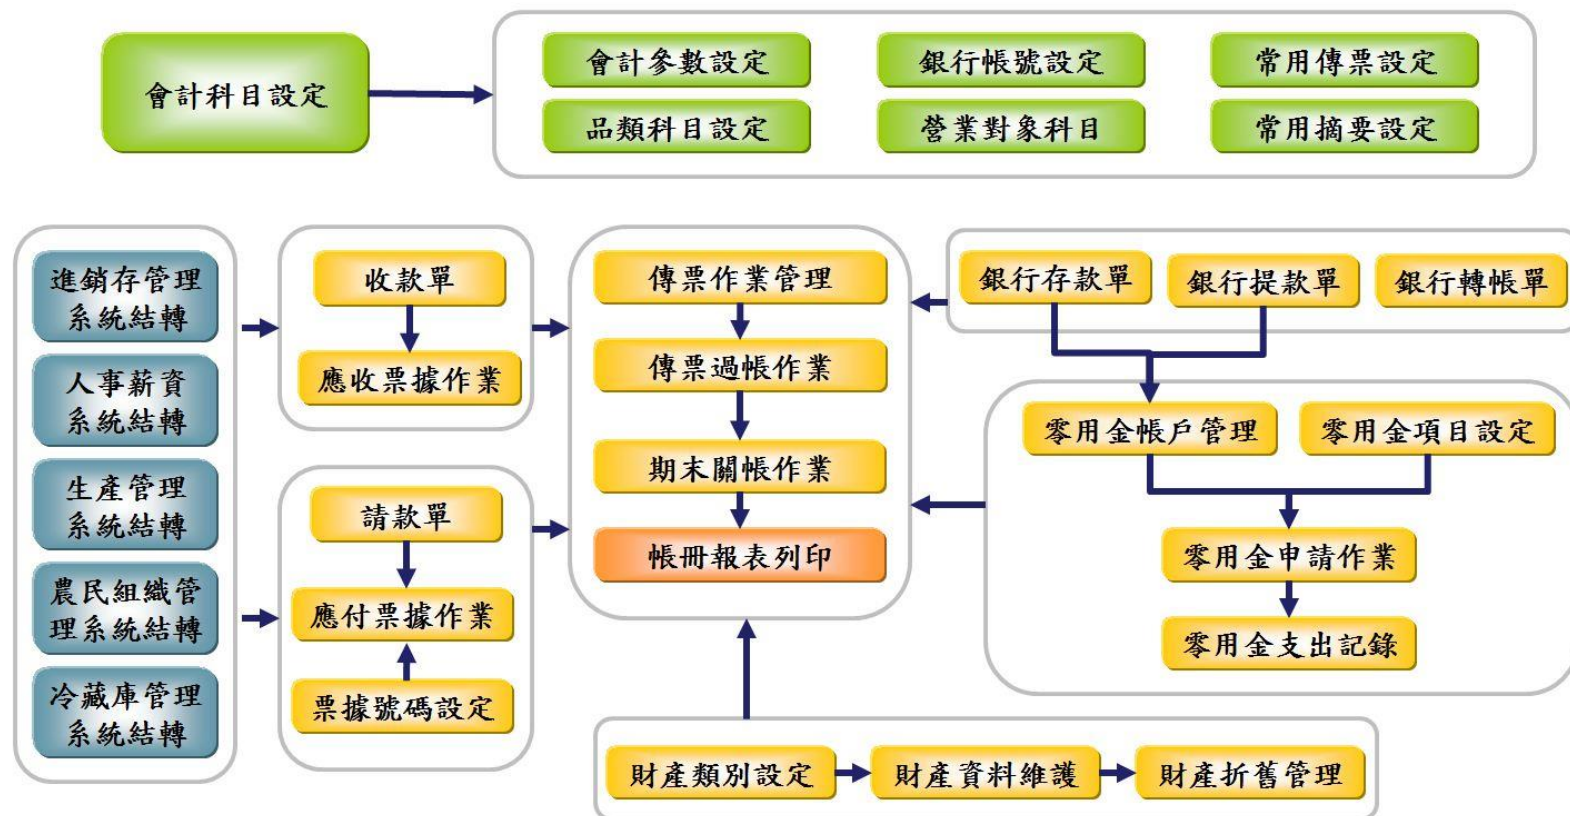 會計科目設定
會計參數設定
銀行帳號設定
常用傳票設定
品類科目設定
營業對象科目
常用摘要設定
進銷存管理
系統結轉
人事薪資
系統結轉
生產管理
系統結轉
農民組織管
理系統結轉
冷藏庫管理
系統結轉
收款單
應收票據作業
請款單
應付票據作業
票據號碼設定
傳票作業管理
傳票過帳作業
期末關帳作業
帳冊報表列印
銀行存款單
銀行提款單
銀行轉帳單
零用金帳戶管理
零用金項目設定
零用金申請作業
零用金支出記錄
財產類別設定
財產資料維護
財產折舊管理